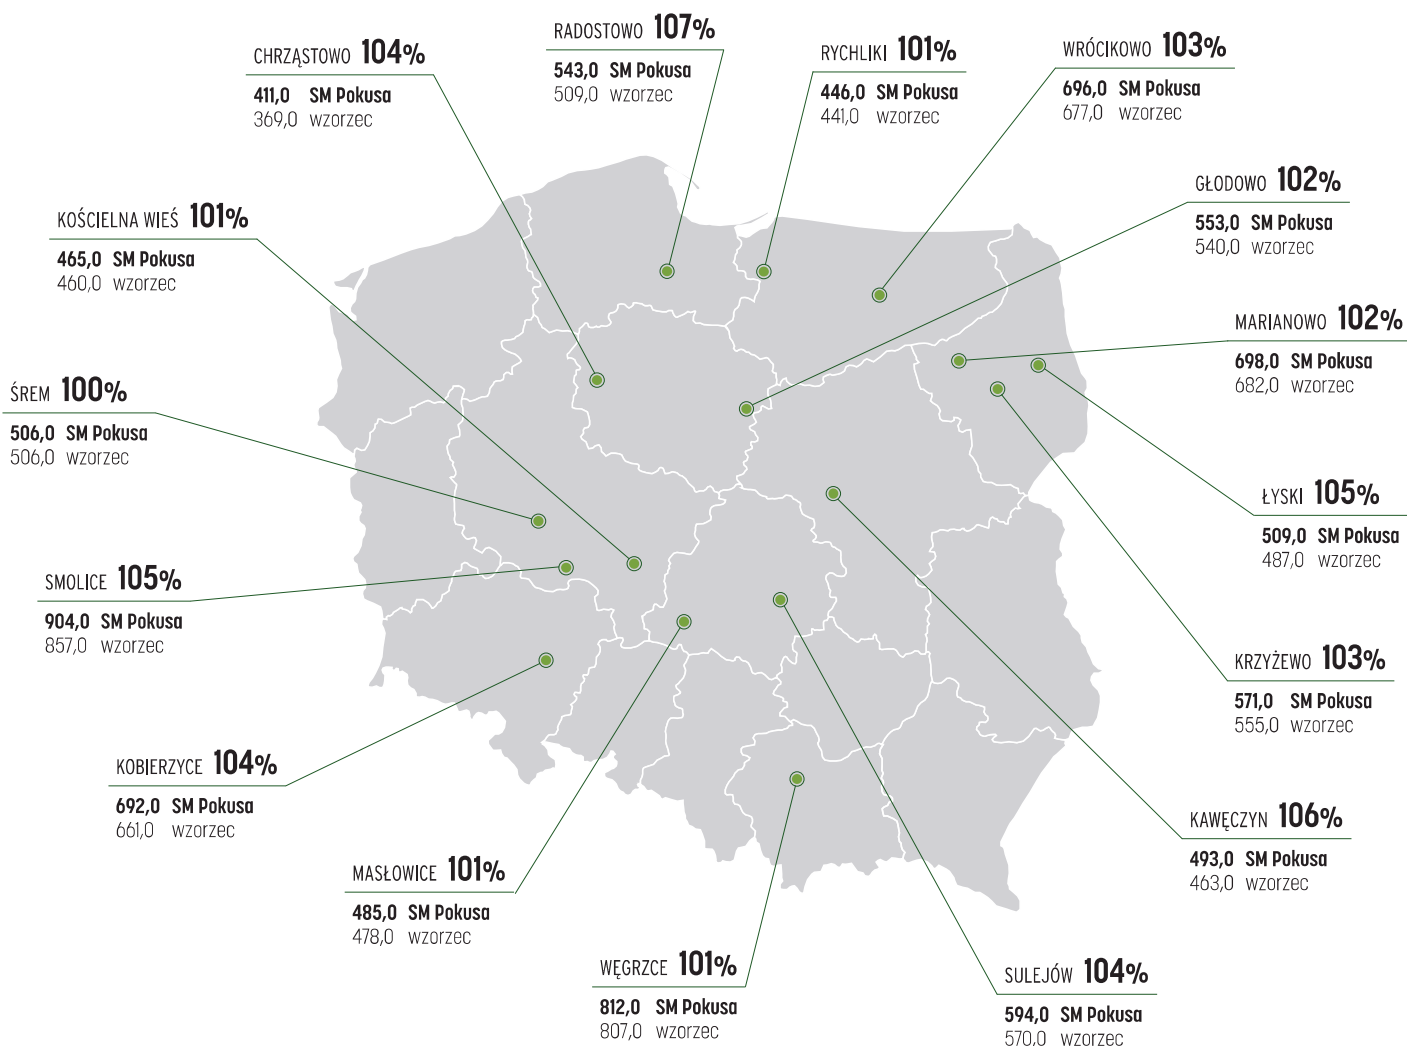 CHRZĄSTOWO 104%
411,0 SM Pokusa
369,0 wzorzec
RADOSTOWO 107%
543,0 SM Pokusa
509,0 wzorzec
RYCHLIKI 101%
446,0 SM Pokusa
441,0 wzorzec
WRÓCIKOWO 103%
696,0 SM Pokusa
677,0 wzorzec
GŁODOWO 102%
553,0 SM Pokusa
540,0 wzorzec
KOŚCIELNA WIEŚ 101%
465,0 SM Pokusa
460,0 wzorzec
MARIANOWO 102%
698,0 SM Pokusa
682,0 wzorzec
ŚREM 100%
506,0 SM Pokusa
506,0 wzorzec
ŁYSKI 105%
509,0 SM Pokusa
487,0 wzorzec
SMOLICE 105%
904,0 SM Pokusa
857,0 wzorzec
KRZYŻEWO 103%
571,0 SM Pokusa
555,0 wzorzec
KOBIERZYCE 104%
692,0 SM Pokusa
661,0 wzorzec
KAWĘCZYN 106%
493,0 SM Pokusa
463,0 wzorzec
MASŁOWICE 101%
485,0 SM Pokusa
478,0 wzorzec
WĘGRZCE 101%
812,0 SM Pokusa
807,0 wzorzec
SULEJÓW 104%
594,0 SM Pokusa
570,0 wzorzec